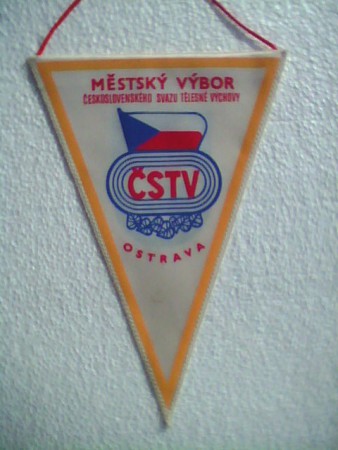 MĚSTSKÝ VÝBOR
ČESKOSLOVENSKÉHO SVAZU TĚLESNÉ VÝCHOVY
ČSTV
OSTRAVA